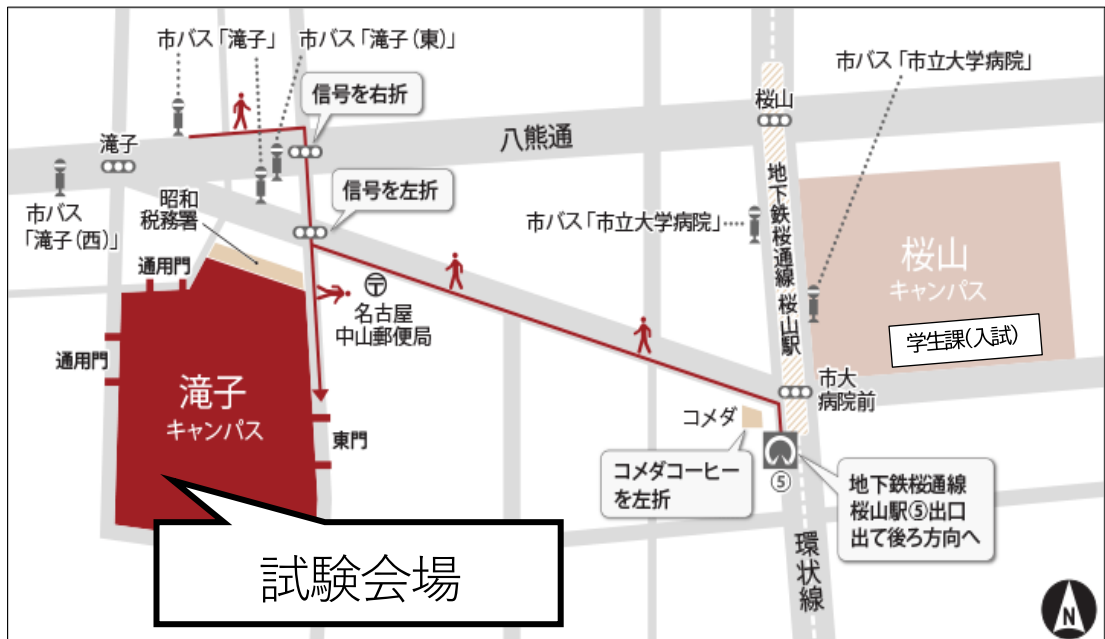 市バス「滝子」
市バス「滝子(東)」
信号を右折
市バス「市立大学病院」
桜山
八熊通
滝子
信号を左折
昭和
税務署
市バス
「滝子(西)」
市バス「市立大学病院」
地下鉄桜通線 桜山駅
桜山
キャンパス
学生課(入試)
通用門
〒
名古屋
中山郵便局
通用門
滝子
キャンパス
市大
病院前
コメダ
東門
⑤
コメダコーヒー
を左折
地下鉄桜通線
桜山駅⑤出口
出て後ろ方向へ
試験会場
環状線
N